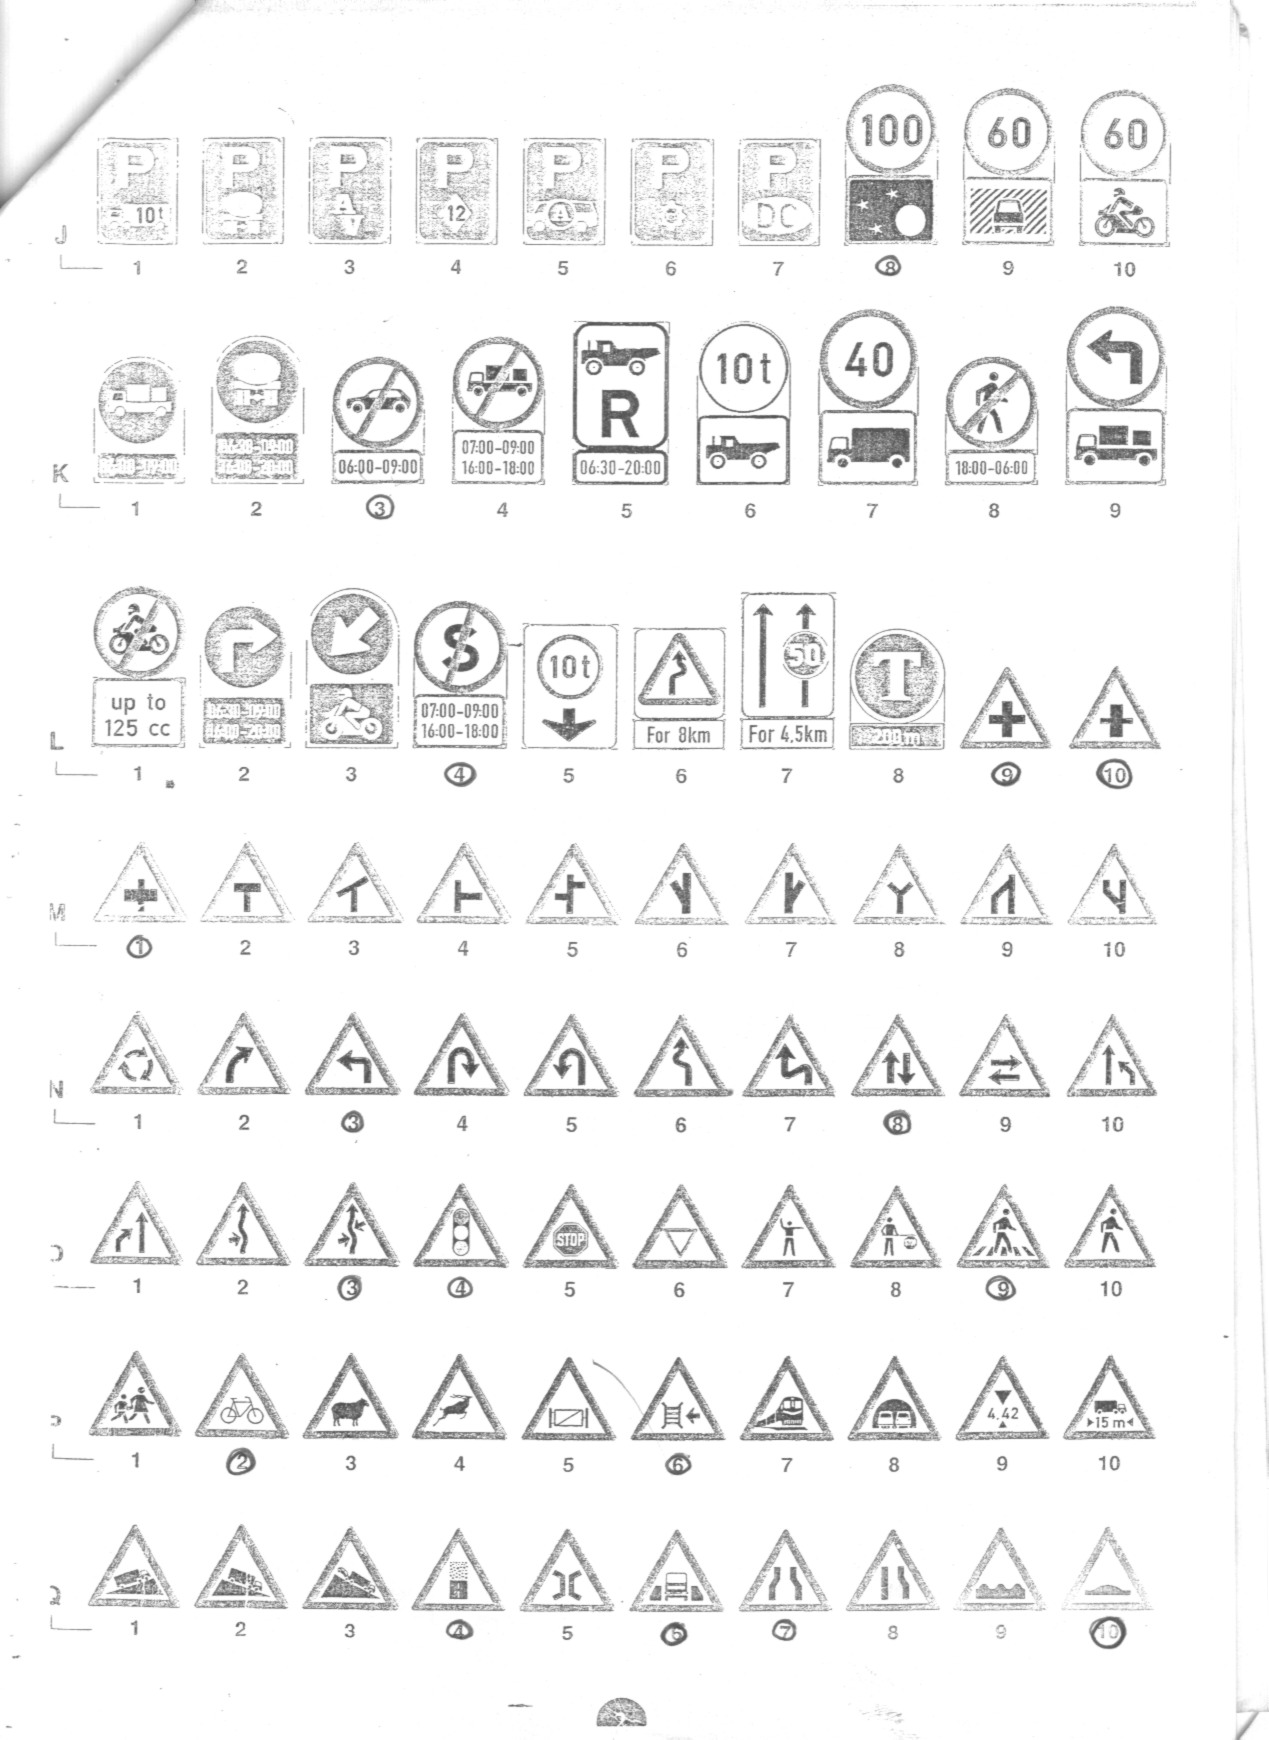 P P P P P P P 100 60 60
10t A 12 A DC
J
1 2 3 4 5 6 7 8 9 10
10t 40
R
07:00-09:00
06:00-09:00 16:00-18:00 06:30-20:00 18:00-06:00
K
1 2 3 4 5 6 7 8 9
S 10t 50 T
up to
125 cc
07:00-09:00
16:00-18:00
For 8km For 4.5km 200m
L
1 2 3 4 5 6 7 8 9 10
M
1 2 3 4 5 6 7 8 9 10
N
1 2 3 4 5 6 7 8 9 10
STOP
1 2 3 4 5 6 7 8 9 10
4.42 15 m
1 2 3 4 5 6 7 8 9 10
1 2 3 4 5 6 7 8 9 10